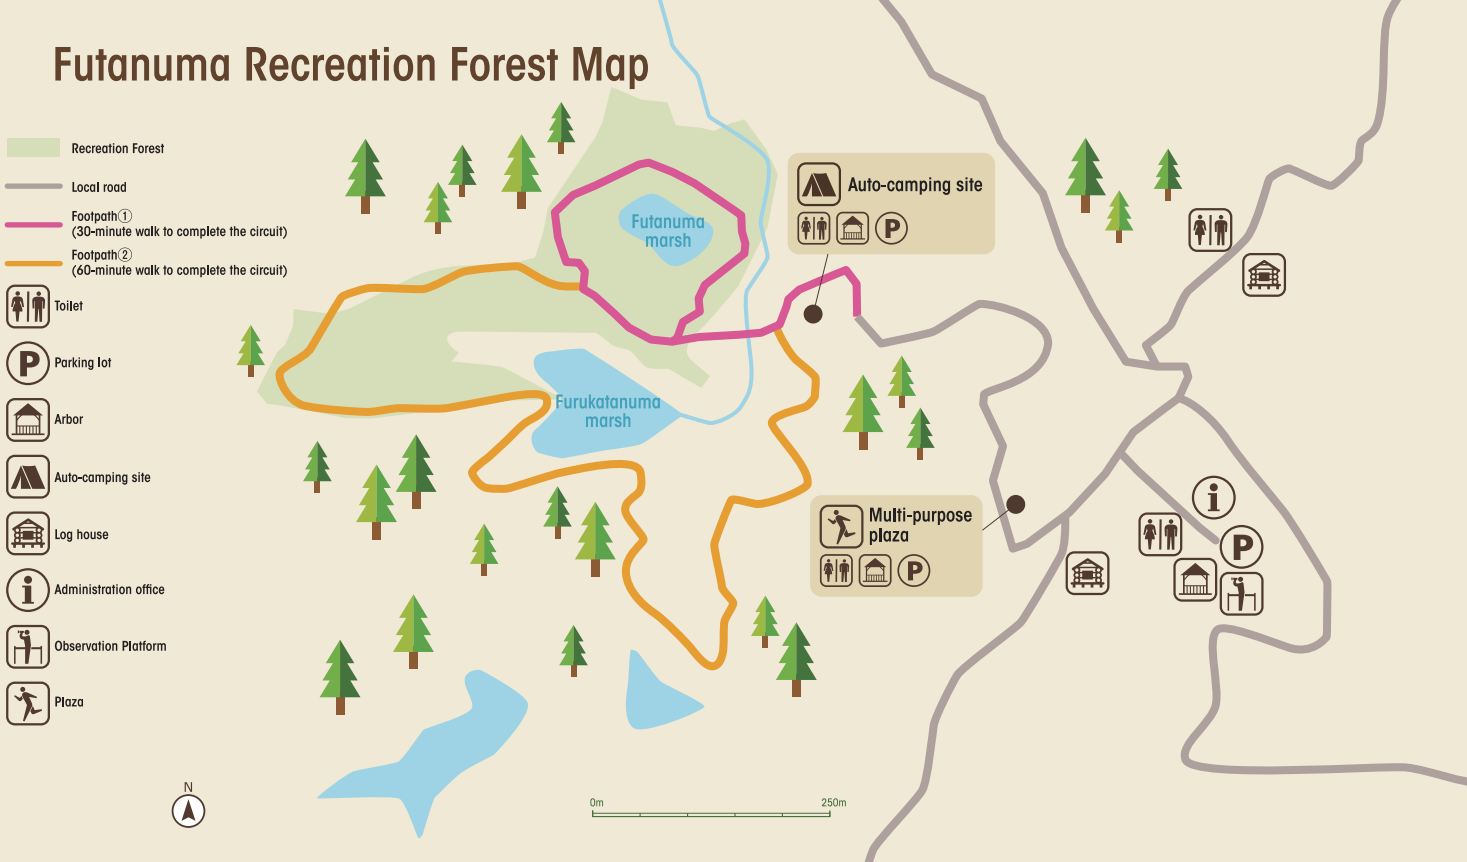 Futanuma Recreation Forest Map
Recreation Forest
Local road
Footpath①
(30-minute walk to complete the circuit)
Footpath②
(60-minute walk to complete the circuit)
Toilet
P
Parking lot
Arbor
Auto-camping site
Log house
i
Administration office
Observation Platform
Plaza
Futanuma
marsh
Furukatanuma
marsh
Auto-camping site
P
Multi-purpose
plaza
P
i
P
N
0m
250m